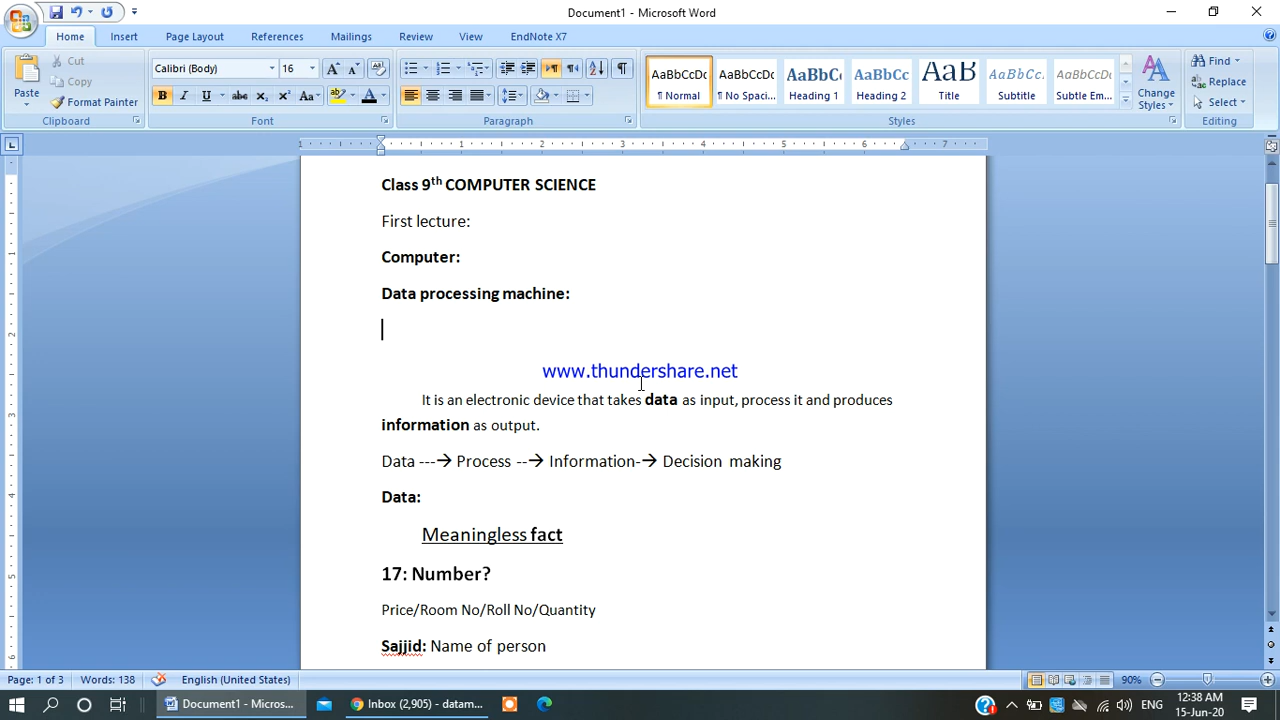 Document1 - Microsoft Word
Home Insert Page Layout References Mailings Review View EndNote X7
Paste
Cut
Copy
Format Painter
Clipboard
Calibri (Body) 16
Font
Paragraph
AaBbCcDc AaBbCcDc AaBbC AaBbCc AaB AaBbCc AaBbCcDc
¶ Normal ¶ No Spaci... Heading 1 Heading 2 Title Subtitle Subtle Em...
Change Styles
Styles
Find
Replace
Select
Editing
Class 9th COMPUTER SCIENCE
First lecture:
Computer:
Data processing machine:
www.thundershare.net
It is an electronic device that takes data as input, process it and produces
information as output.
Data ---→ Process --→ Information-→ Decision making
Data:
Meaningless fact
17: Number?
Price/Room No/Roll No/Quantity
Sajjid: Name of person
Page: 1 of 3 Words: 138 English (United States) 90%
Document1 - Micros... Inbox (2,905) - datam... ENG 12:38 AM
15-Jun-20